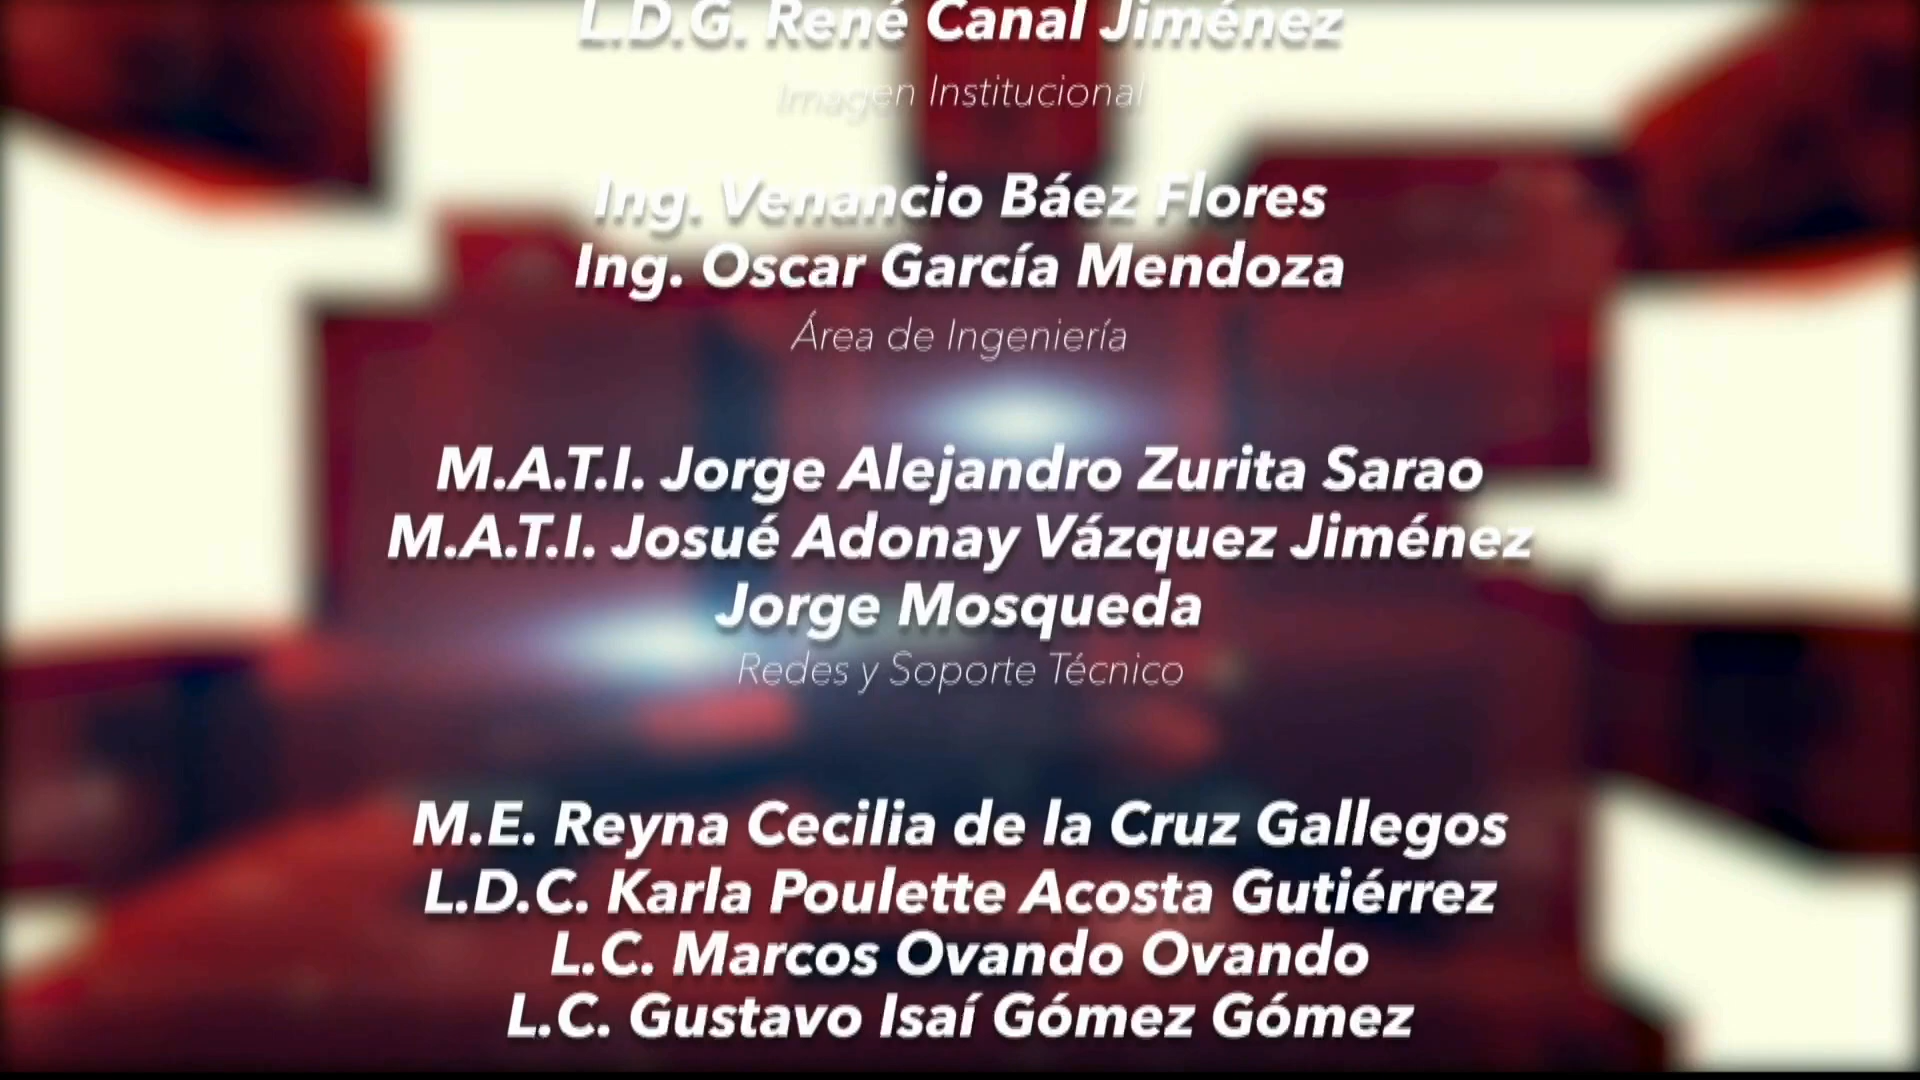 L.D.G. René Canal Jiménez
Imagen Institucional
Ing. Venancio Báez Flores
Ing. Oscar García Mendoza
Área de Ingeniería
M.A.T.I. Jorge Alejandro Zurita Sarao
M.A.T.I. Josué Adonay Vázquez Jiménez
Jorge Mosqueda
Redes y Soporte Técnico
M.E. Reyna Cecilia de la Cruz Gallegos
L.D.C. Karla Poulette Acosta Gutiérrez
L.C. Marcos Ovando Ovando
L.C. Gustavo Isaí Gómez Gómez